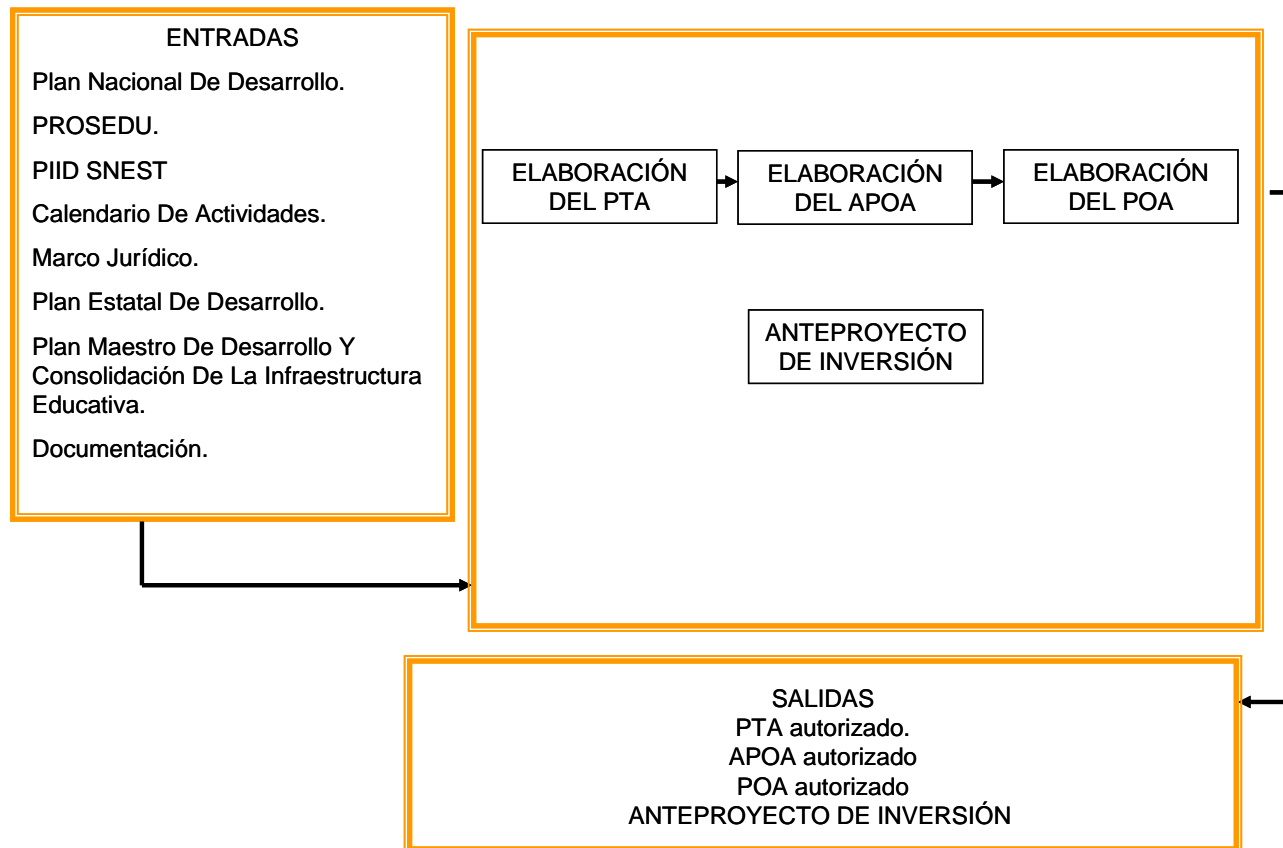 ENTRADAS
Plan Nacional De Desarrollo.
PROSEDU.
PIID SNEST
Calendario De Actividades.
Marco Jurídico.
Plan Estatal De Desarrollo.
Plan Maestro De Desarrollo Y
Consolidación De La Infraestructura
Educativa.
Documentación.
ELABORACIÓN
DEL PTA
ELABORACIÓN
DEL APOA
ELABORACIÓN
DEL POA
ANTEPROYECTO
DE INVERSIÓN
SALIDAS
PTA autorizado.
APOA autorizado
POA autorizado
ANTEPROYECTO DE INVERSIÓN